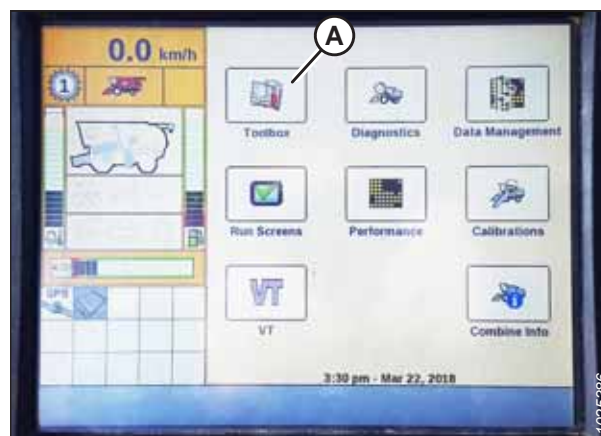 0.0 km/h
A
1
Toolbox
Diagnostics
Data Management
Run Screens
Performance
Calibrations
GPS
VT
VT
Combine Info
3:30 pm - Mar 22, 2018
1025286